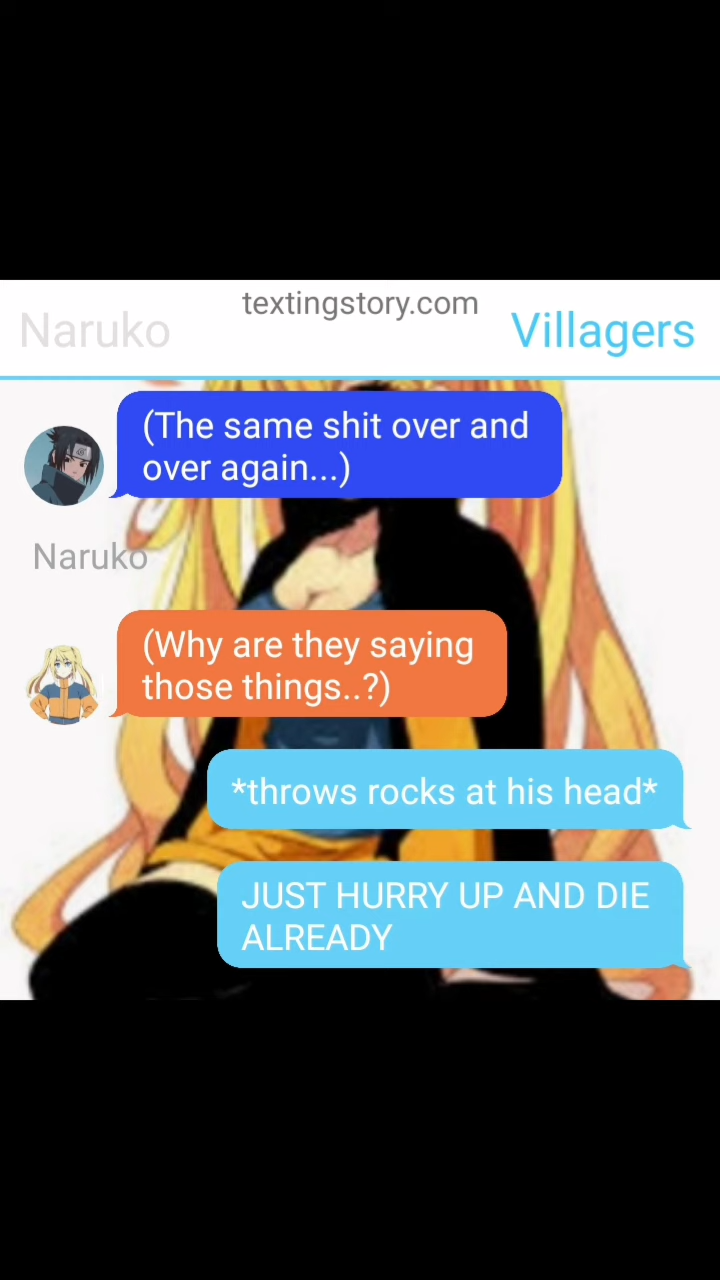 textingstory.com
Naruko
Villagers
(The same shit over and
over again...)
Naruko
(Why are they saying
those things..?)
*throws rocks at his head*
JUST HURRY UP AND DIE
ALREADY